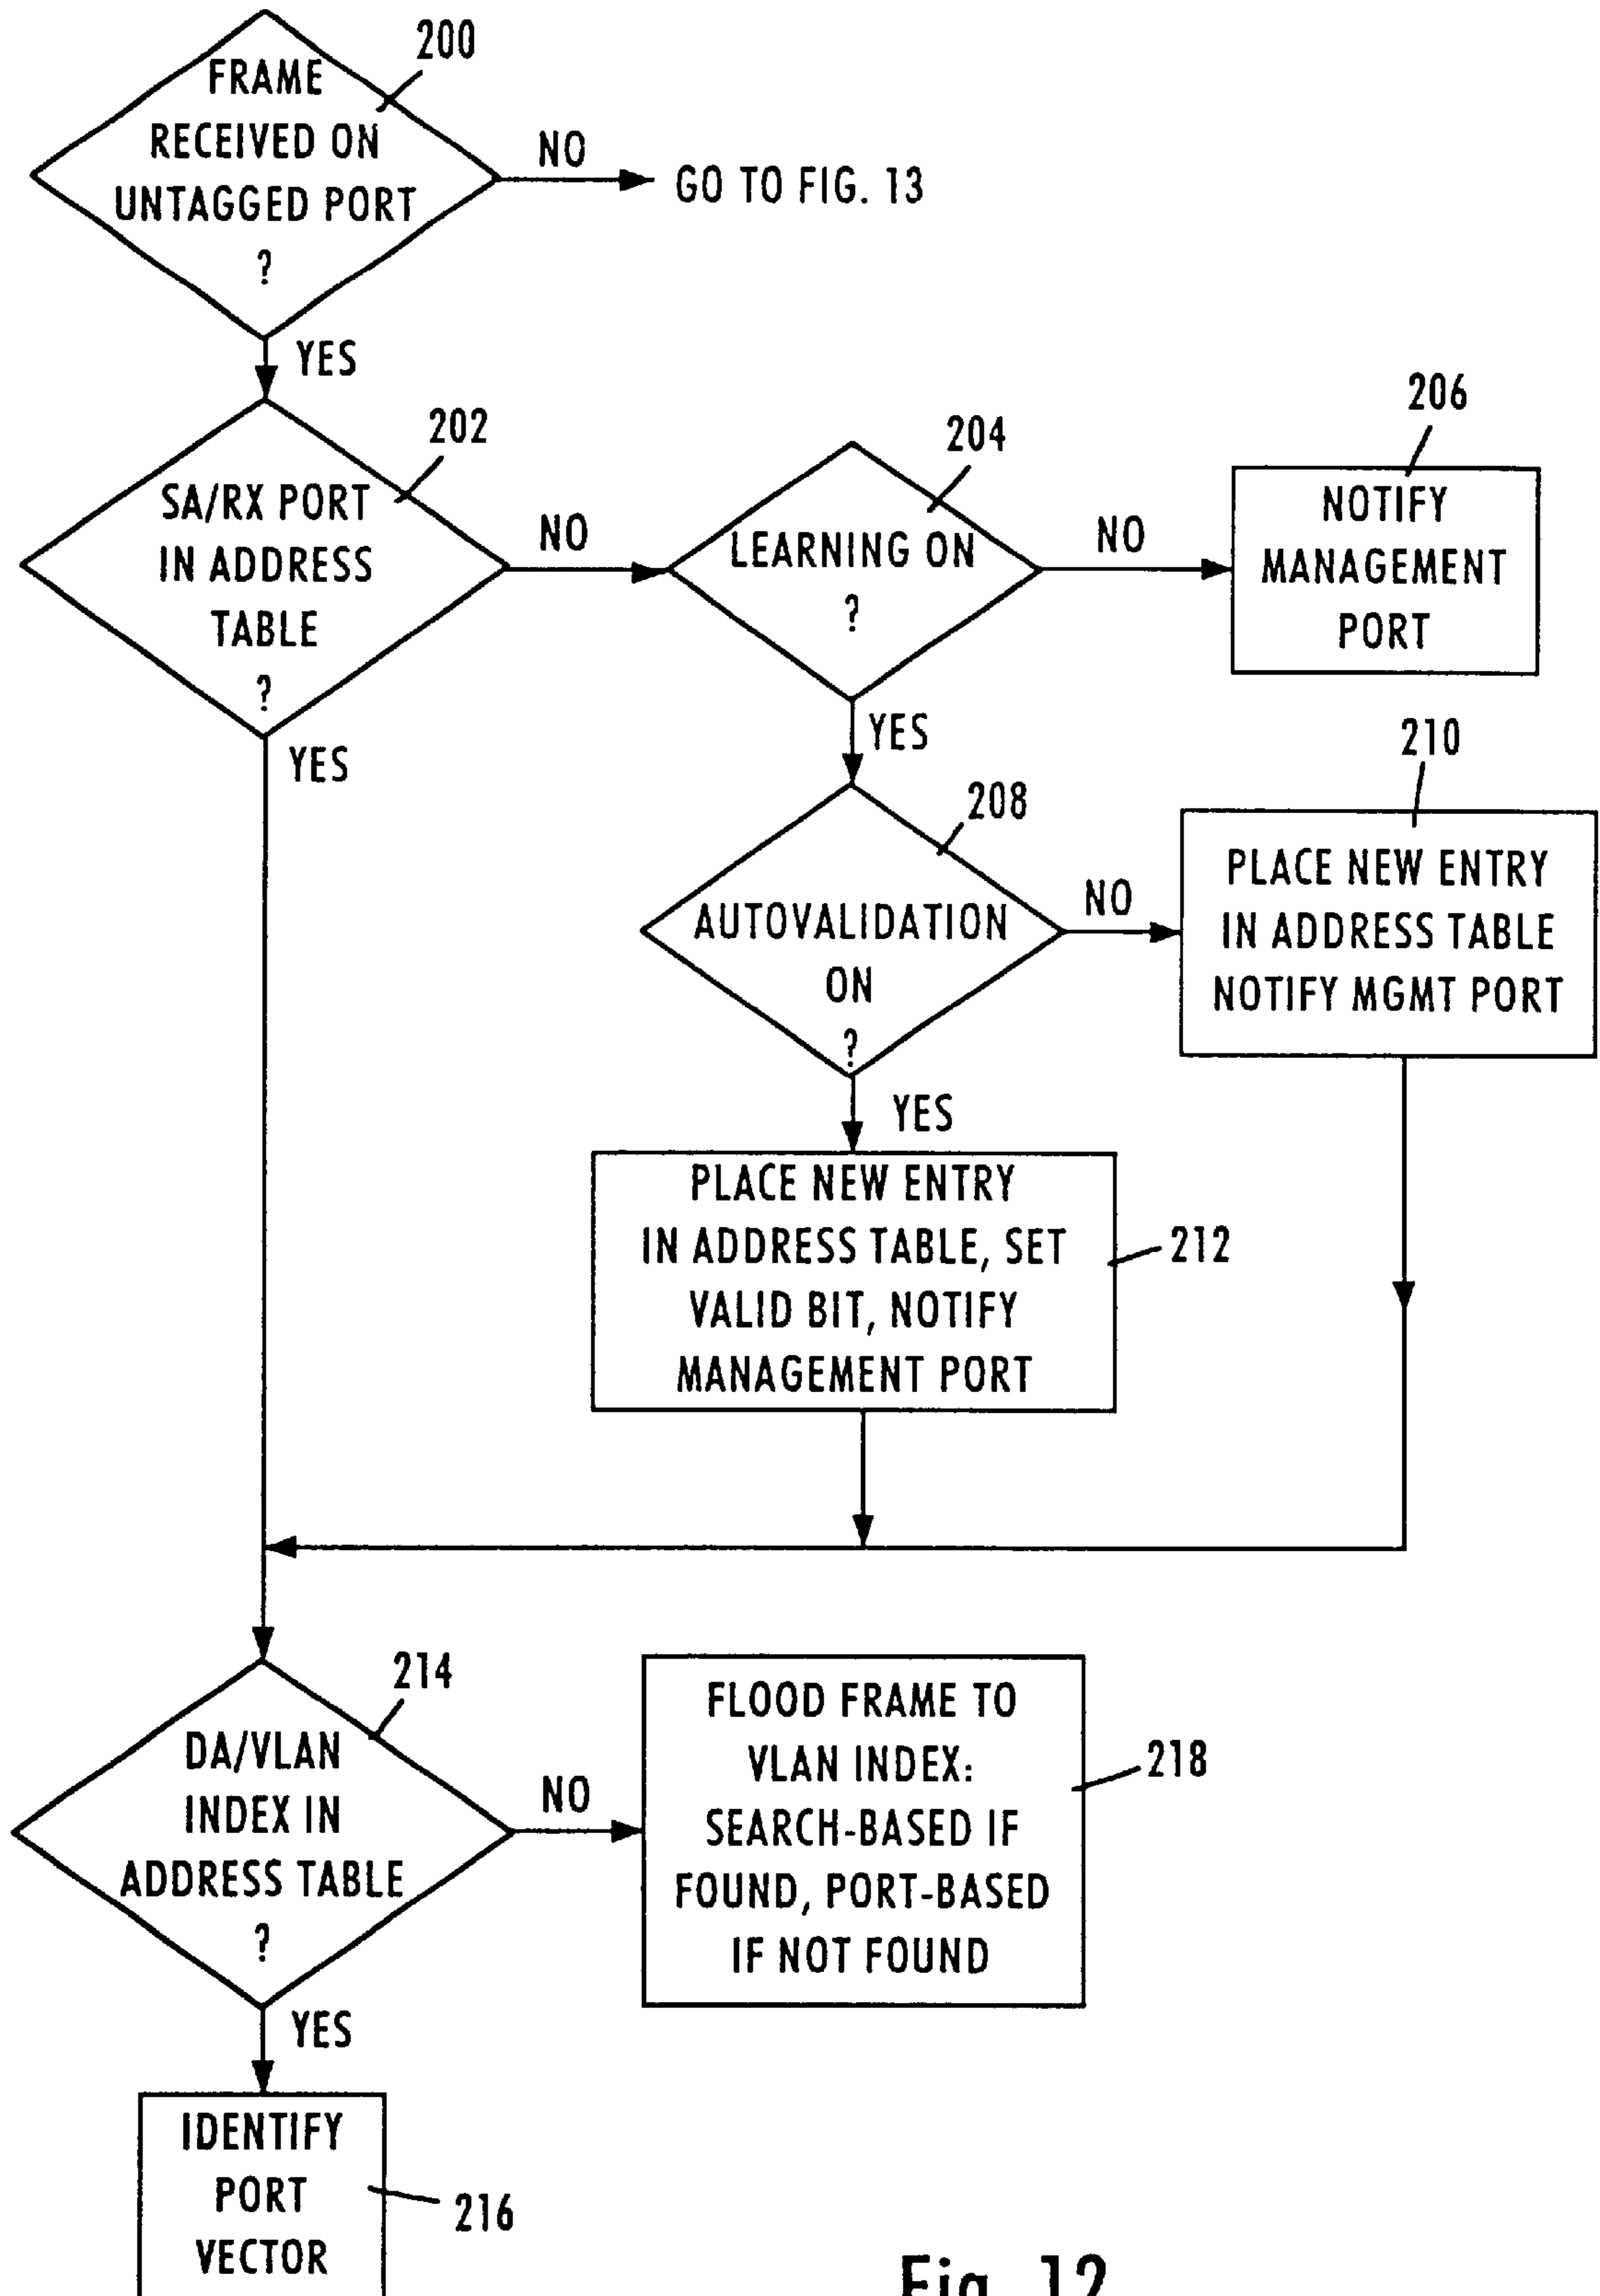 200
FRAME
RECEIVED ON
UNTAGGED PORT
?
NO
GO TO FIG. 13
YES
202
SA/RX PORT
IN ADDRESS
TABLE
?
NO
YES
204
LEARNING ON
?
NO
YES
206
NOTIFY
MANAGEMENT
PORT
208
AUTOVALIDATION
ON
?
NO
YES
210
PLACE NEW ENTRY
IN ADDRESS TABLE
NOTIFY MGMT PORT
PLACE NEW ENTRY
IN ADDRESS TABLE, SET
VALID BIT, NOTIFY
MANAGEMENT PORT
212
214
DA/VLAN
INDEX IN
ADDRESS TABLE
?
NO
YES
FLOOD FRAME TO
VLAN INDEX:
SEARCH-BASED IF
FOUND, PORT-BASED
IF NOT FOUND
218
IDENTIFY
PORT
VECTOR
216
Fig. 12